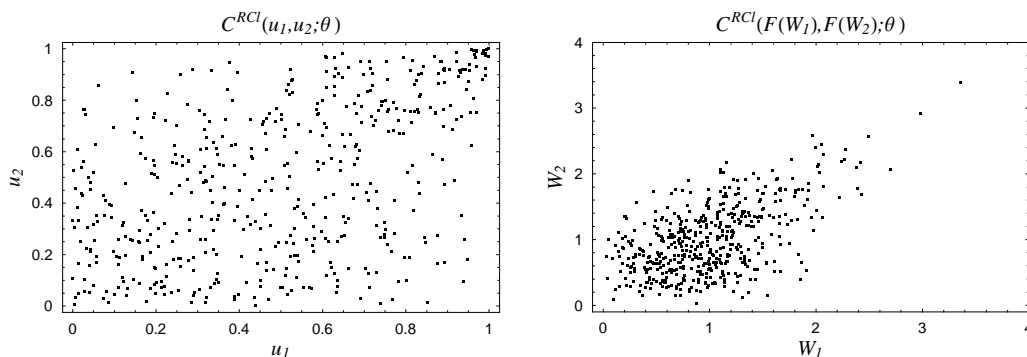 C^{RCl}(u_1,u_2;θ)
1
0.8
0.6
0.4
0.2
0
u_2
0 0.2 0.4 0.6 0.8 1
u_1
C^{RCl}(F(W_1),F(W_2);θ)
4
3
2
1
0
W_2
0 1 2 3 4
W_1